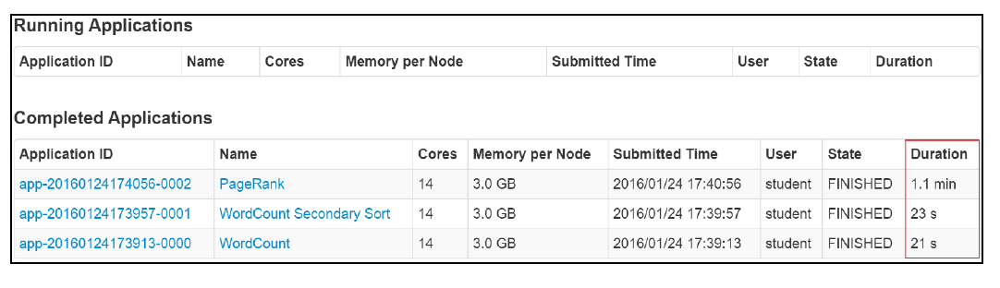 Running Applications
Application ID Name Cores Memory per Node Submitted Time User State Duration
Completed Applications
Application ID Name Cores Memory per Node Submitted Time User State Duration
app-20160124174056-0002 PageRank 14 3.0 GB 2016/01/24 17:40:56 student FINISHED 1.1 min
app-20160124173957-0001 WordCount Secondary Sort 14 3.0 GB 2016/01/24 17:39:57 student FINISHED 23 s
app-20160124173913-0000 WordCount 14 3.0 GB 2016/01/24 17:39:13 student FINISHED 21 s